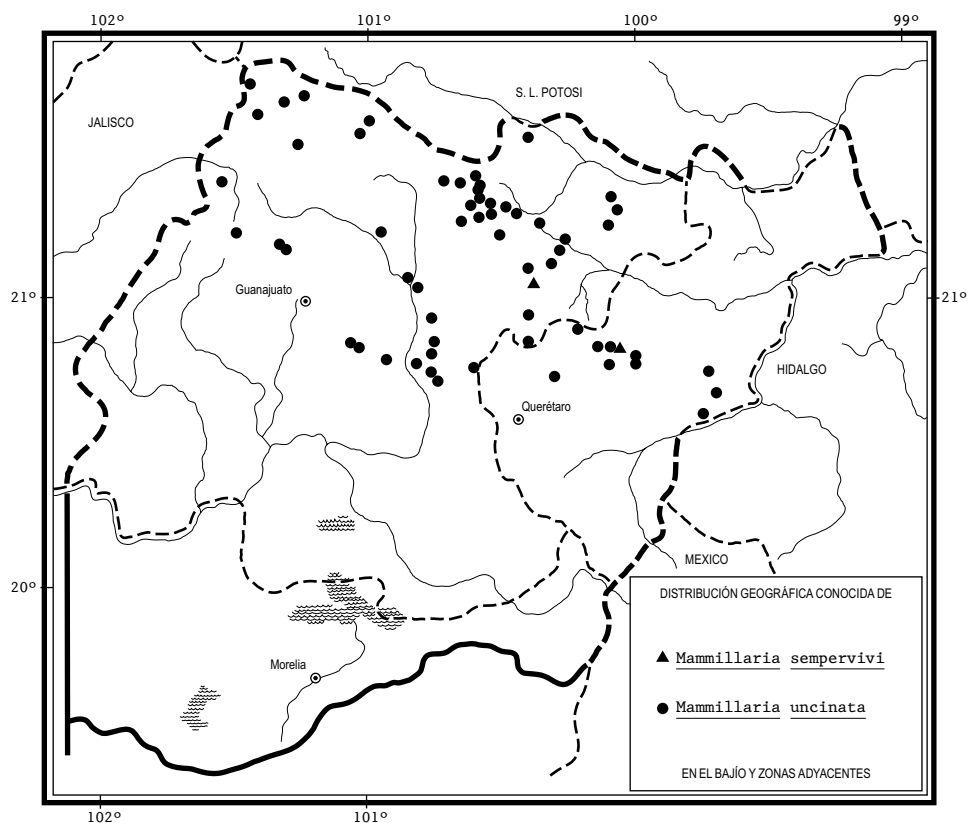 102º 101º 100º 99º
S. L. POTOSI
JALISCO
Guanajuato
21º 21º
HIDALGO
Querétaro
MEXICO
20º
DISTRIBUCIÓN GEOGRÁFICA CONOCIDA DE
Morelia
Mammillaria sempervivi
Mammillaria uncinata
EN EL BAJÍO Y ZONAS ADYACENTES
102º 101º